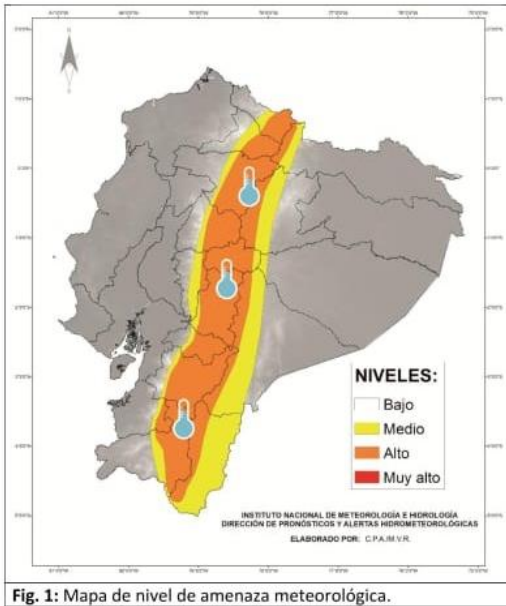 NIVELES:
Bajo
Medio
Alto
Muy alto
INSTITUTO NACIONAL DE METEOROLOGÍA E HIDROLOGÍA
DIRECCIÓN DE PRONÓSTICOS Y ALERTAS HIDROMETEOROLÓGICAS
ELABORADO POR: C.P.A./M.V.R.
Fig. 1: Mapa de nivel de amenaza meteorológica.